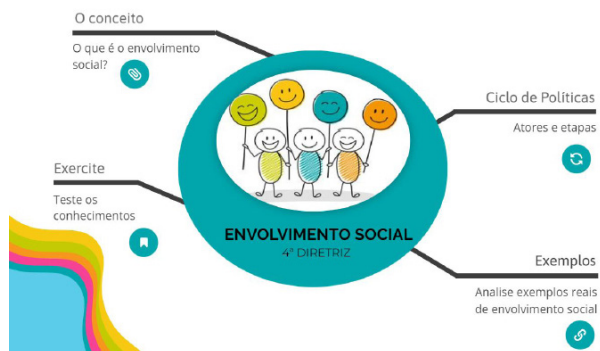 O conceito
O que é o envolvimento
social?
Ciclo de Políticas
Atores e etapas
Exercite
Teste os
conhecimentos
ENVOLVIMENTO SOCIAL
4ª DIRETRIZ
Exemplos
Analise exemplos reais
de envolvimento social